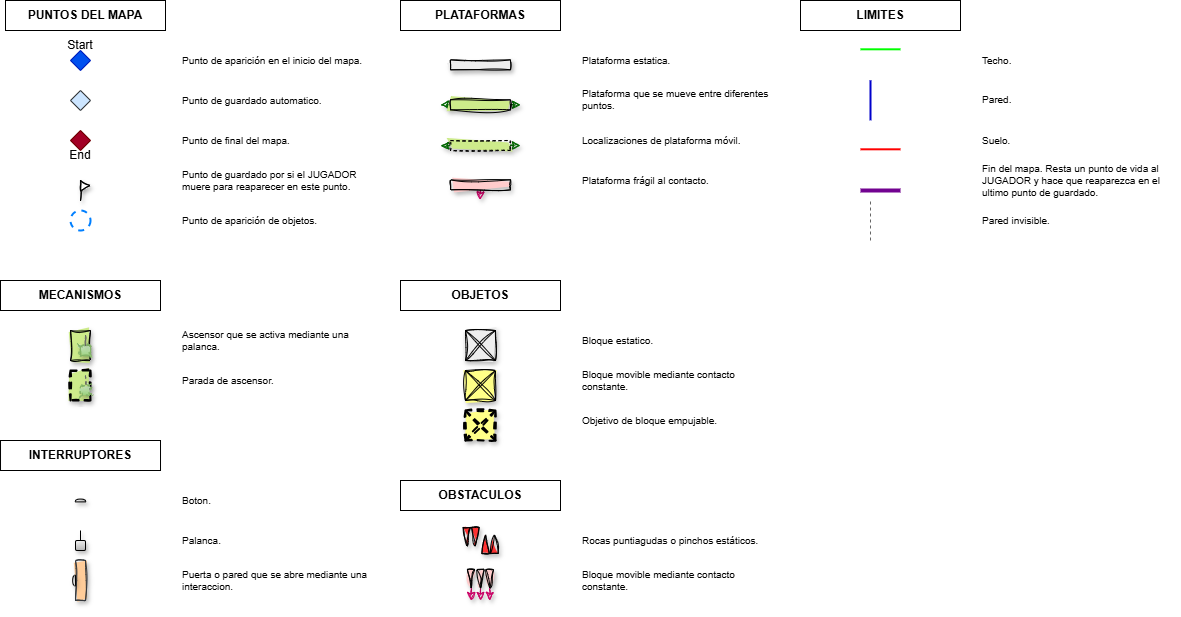 PUNTOS DEL MAPA
Start
Punto de aparición en el inicio del mapa.
Punto de guardado automatico.
Punto de final del mapa.
End
Punto de guardado por si el JUGADOR
muere para reaparecer en este punto.
Punto de aparición de objetos.
PLATAFORMAS
Plataforma estatica.
Plataforma que se mueve entre diferentes
puntos.
Localizaciones de plataforma móvil.
Plataforma frágil al contacto.
LIMITES
Techo.
Pared.
Suelo.
Fin del mapa. Resta un punto de vida al
JUGADOR y hace que reaparezca en el
ultimo punto de guardado.
Pared invisible.
MECANISMOS
Ascensor que se activa mediante una
palanca.
Parada de ascensor.
OBJETOS
Bloque estatico.
Bloque movible mediante contacto
constante.
Objetivo de bloque empujable.
INTERRUPTORES
Boton.
Palanca.
Puerta o pared que se abre mediante una
interaccion.
OBSTACULOS
Rocas puntiagudas o pinchos estáticos.
Bloque movible mediante contacto
constante.